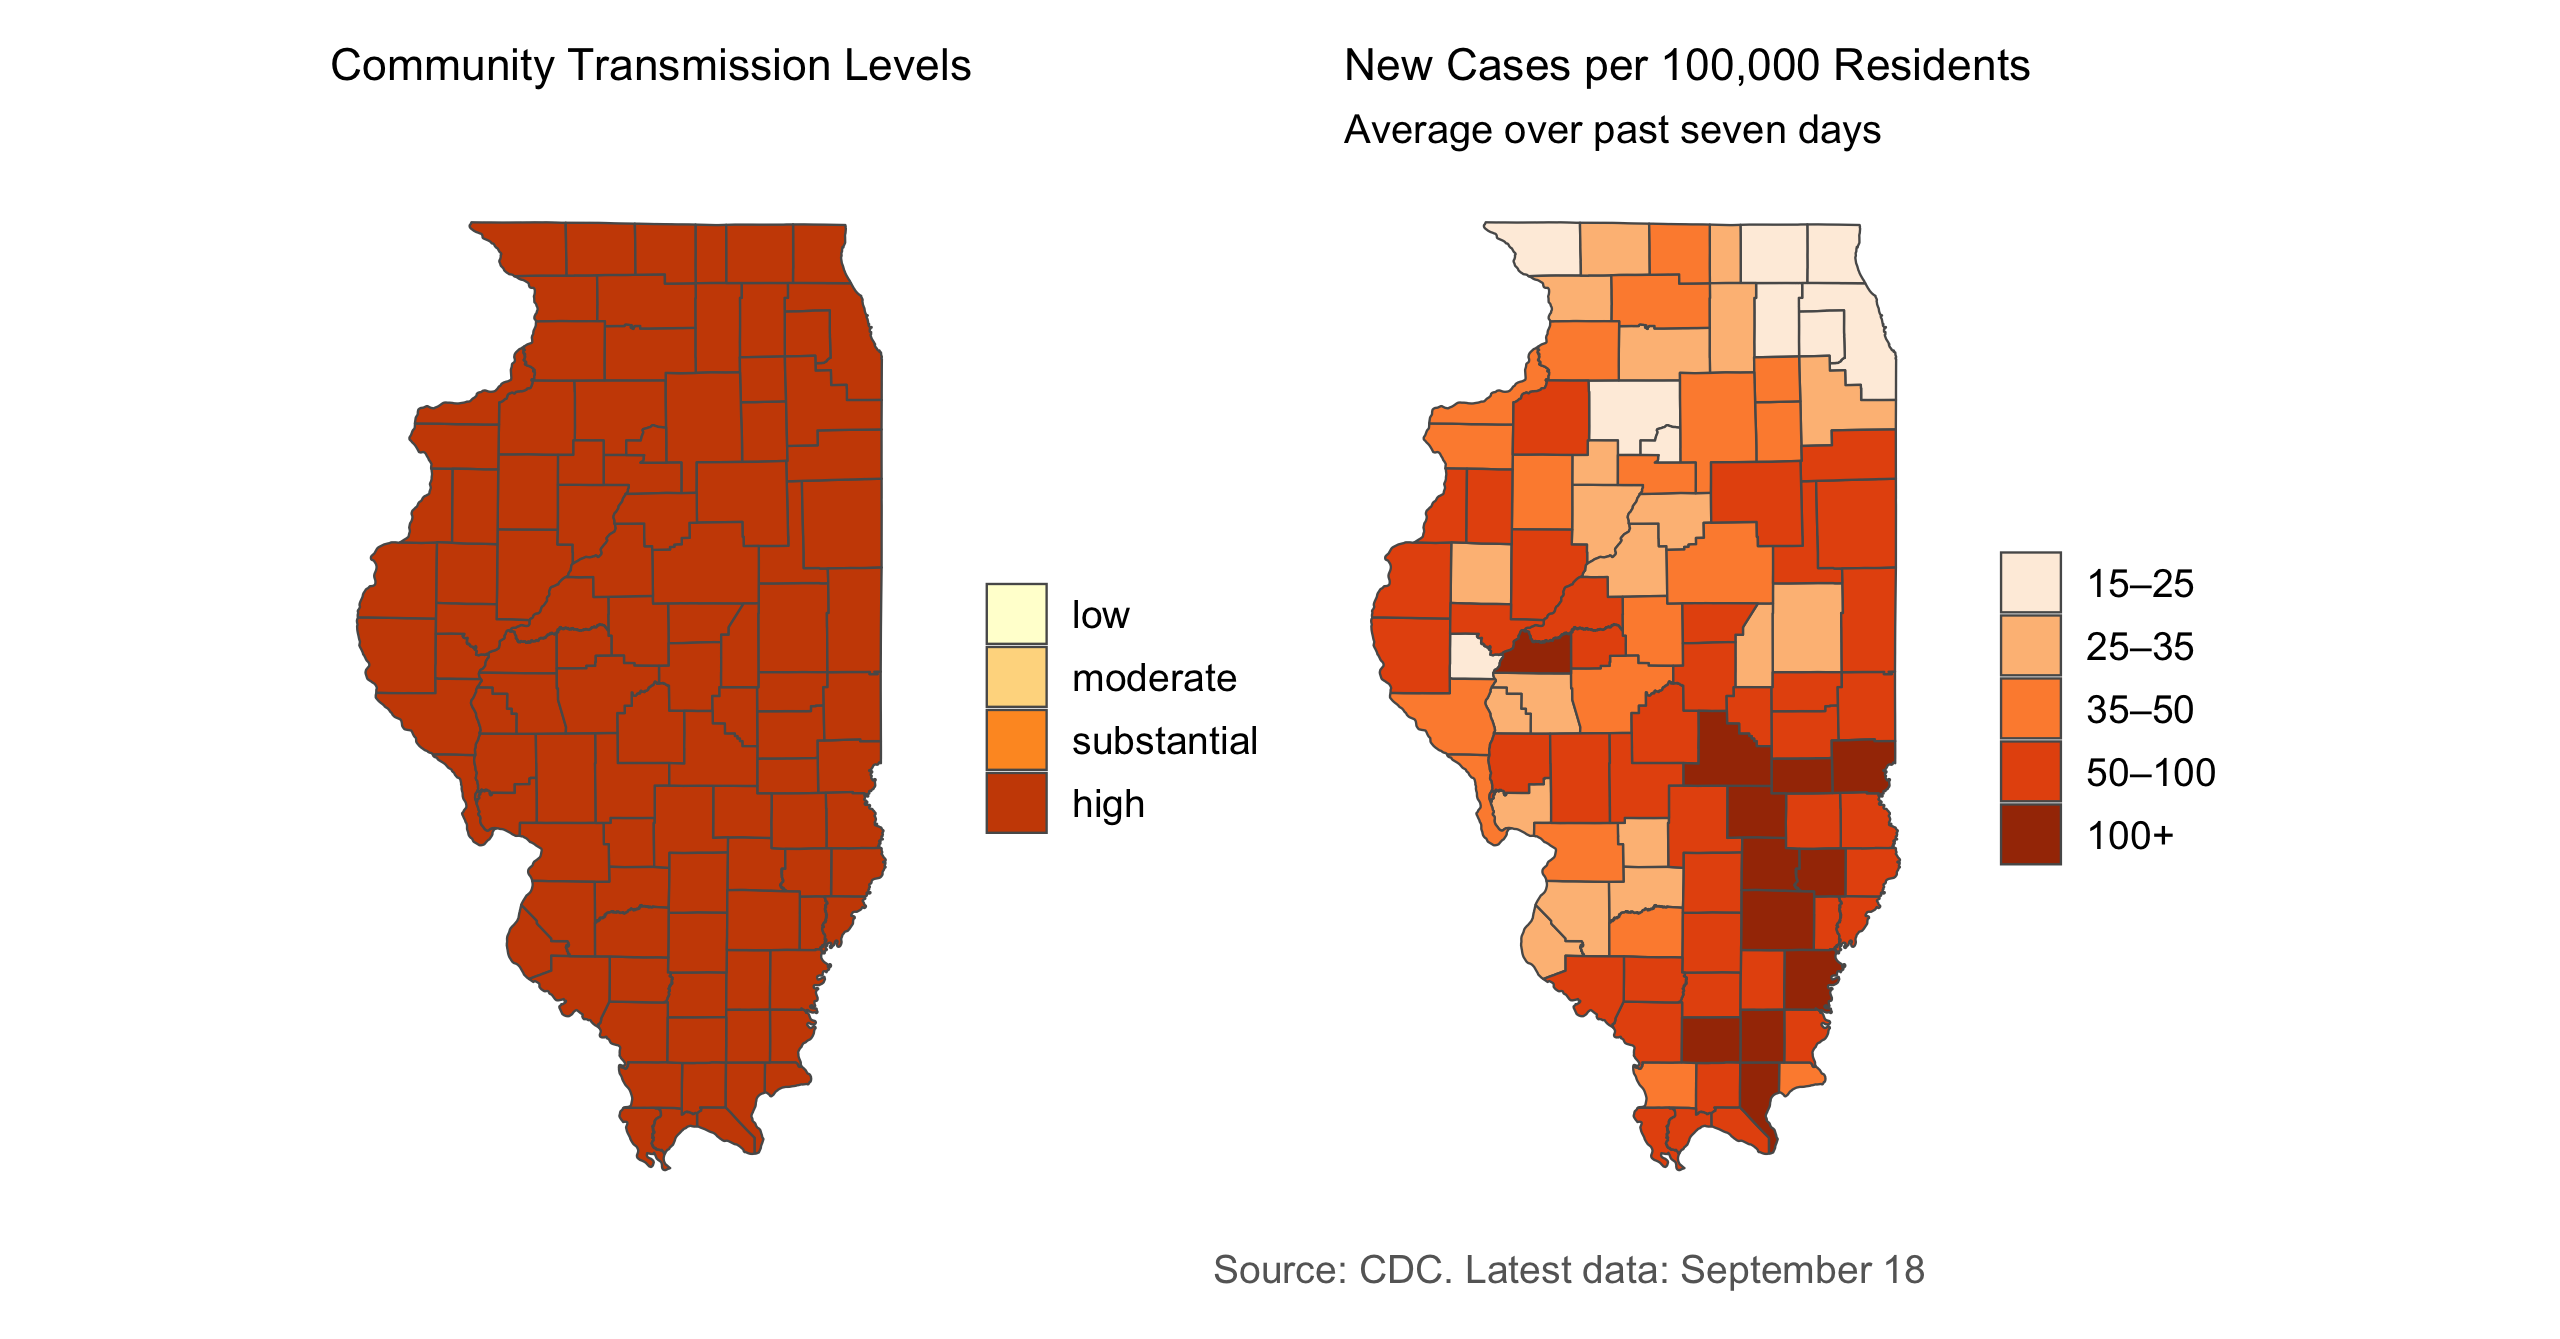 Community Transmission Levels
low
moderate
substantial
high
New Cases per 100,000 Residents
Average over past seven days
15–25
25–35
35–50
50–100
100+
Source: CDC. Latest data: September 18